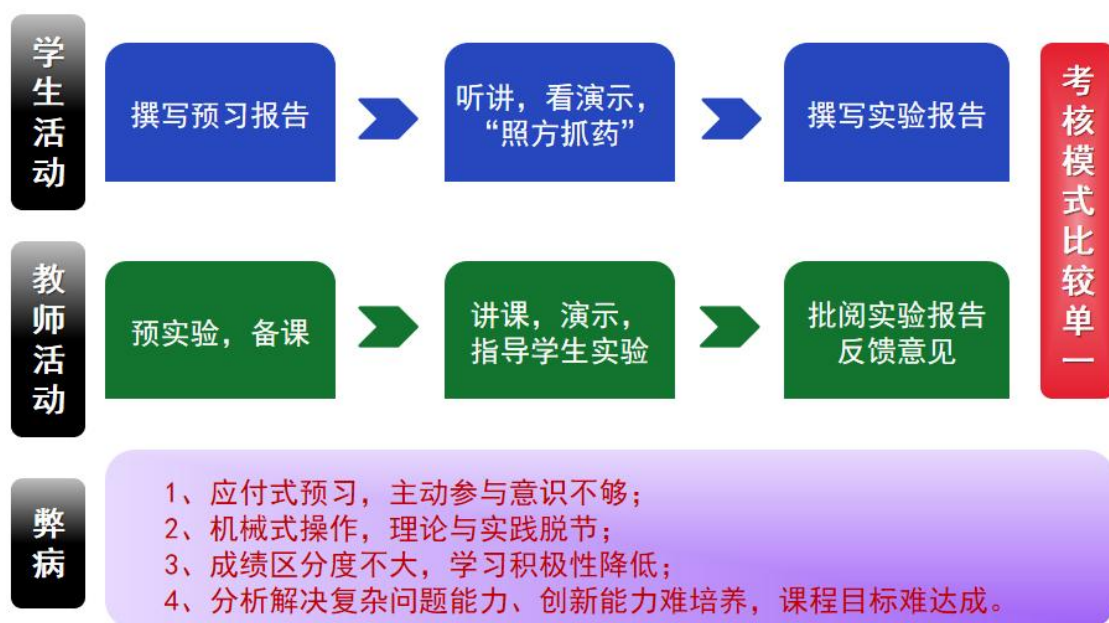 学生活动
撰写预习报告
听讲，看演示，
“照方抓药”
撰写实验报告
教师活动
预实验，备课
讲课，演示，
指导学生实验
批阅实验报告
反馈意见
考核模式比较单一
弊病
1、应付式预习，主动参与意识不够；
2、机械式操作，理论与实践脱节；
3、成绩区分度不大，学习积极性降低；
4、分析解决复杂问题能力、创新能力难培养，课程目标难达成。